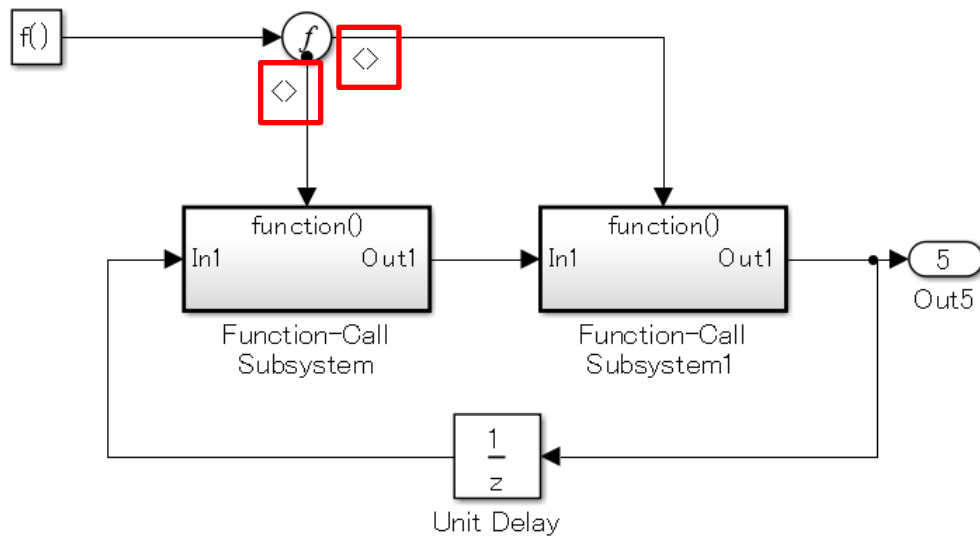 f()
f
<>
<>
function()
In1 Out1
Function-Call
Subsystem
function()
In1 Out1
Function-Call
Subsystem1
5
Out5
1
z
Unit Delay